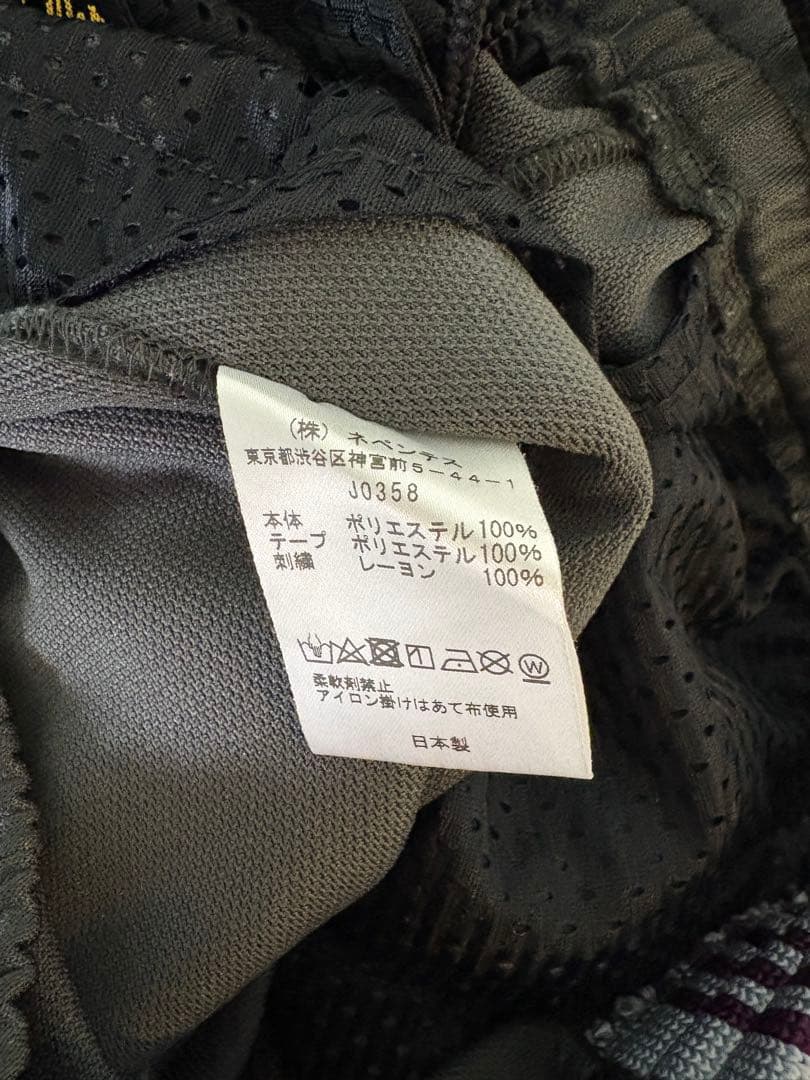 (株) ネペンテス
東京都渋谷区神宮前5-44-1
J0358
本体 ポリエステル100%
テープ ポリエステル100%
刺繍 レーヨン 100%
W
柔軟剤禁止
アイロン掛けはあて布使用
日本製